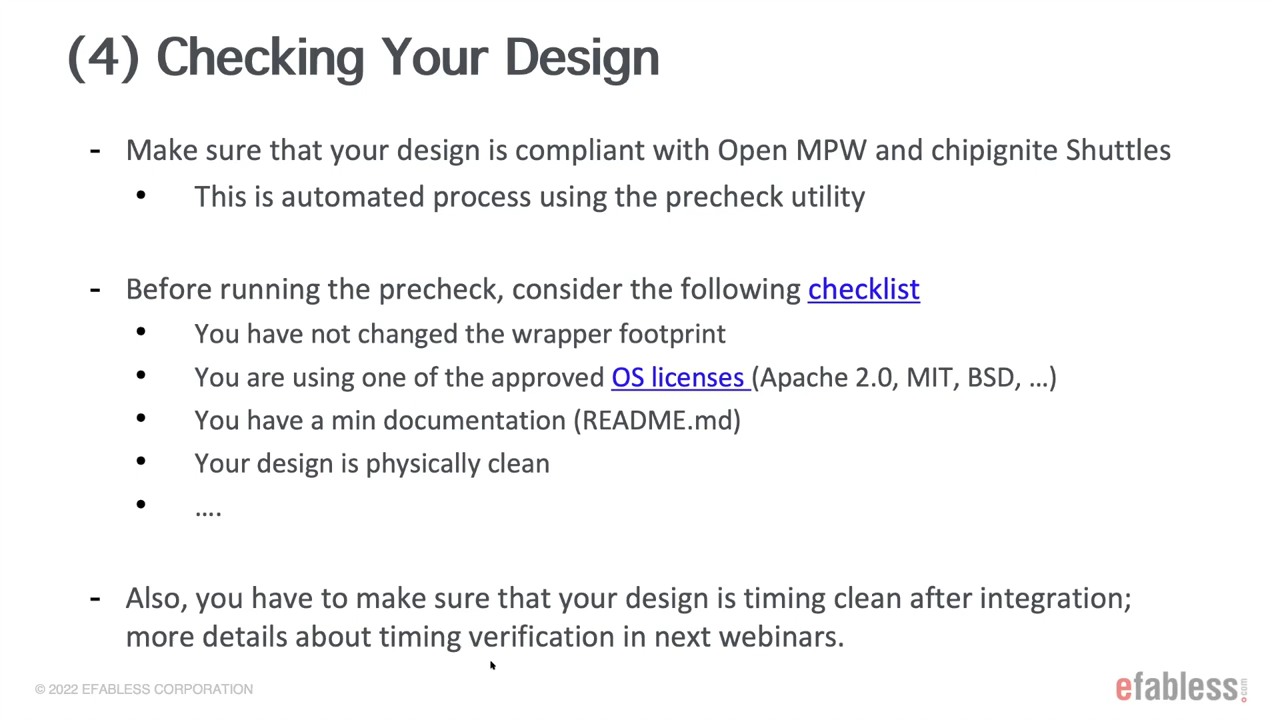 (4) Checking Your Design
- Make sure that your design is compliant with Open MPW and chipignite Shuttles
• This is automated process using the precheck utility
- Before running the precheck, consider the following checklist
• You have not changed the wrapper footprint
• You are using one of the approved OS licenses (Apache 2.0, MIT, BSD, …)
• You have a min documentation (README.md)
• Your design is physically clean
• ….
- Also, you have to make sure that your design is timing clean after integration;
more details about timing verification in next webinars.
© 2022 EFABLESS CORPORATION
efabless.com